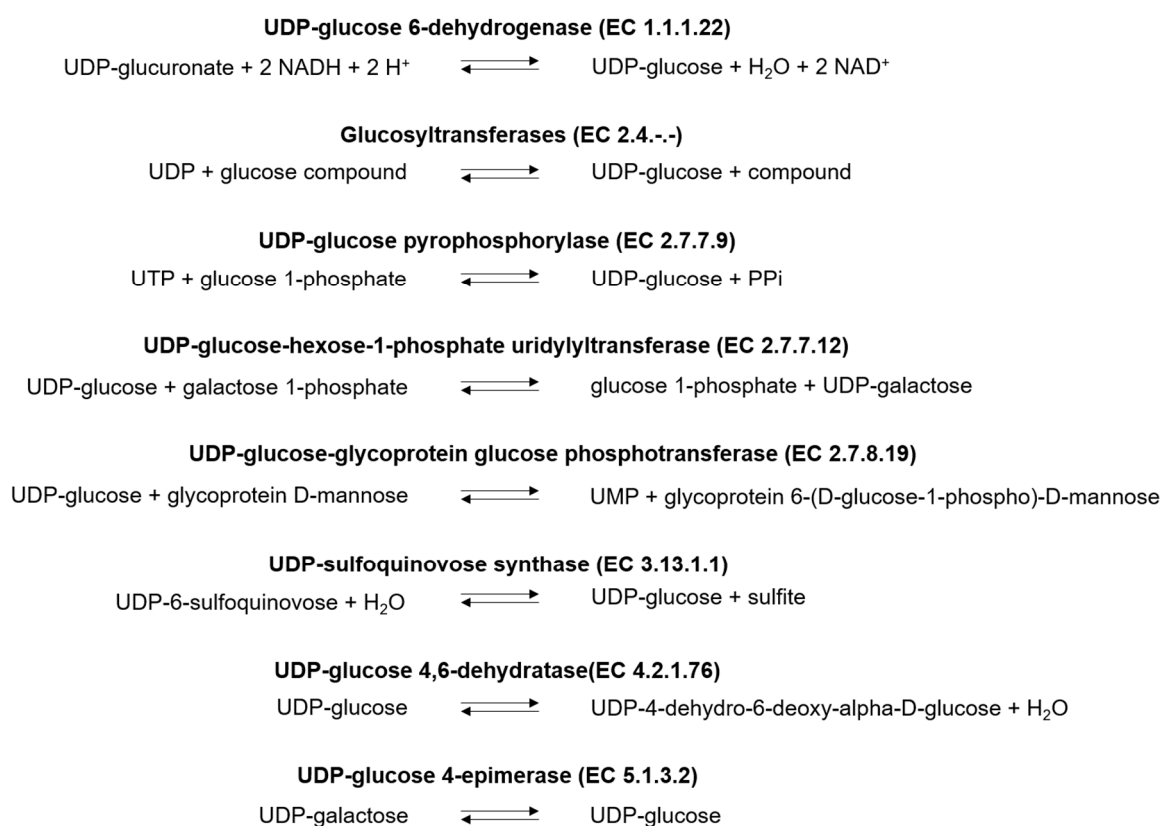 UDP-glucose 6-dehydrogenase (EC 1.1.1.22)
UDP-glucuronate + 2 NADH + 2 H⁺ ⇌ UDP-glucose + H₂O + 2 NAD⁺
Glucosyltransferases (EC 2.4.-.-)
UDP + glucose compound ⇌ UDP-glucose + compound
UDP-glucose pyrophosphorylase (EC 2.7.7.9)
UTP + glucose 1-phosphate ⇌ UDP-glucose + PPi
UDP-glucose-hexose-1-phosphate uridylyltransferase (EC 2.7.7.12)
UDP-glucose + galactose 1-phosphate ⇌ glucose 1-phosphate + UDP-galactose
UDP-glucose-glycoprotein glucose phosphotransferase (EC 2.7.8.19)
UDP-glucose + glycoprotein D-mannose ⇌ UMP + glycoprotein 6-(D-glucose-1-phospho)-D-mannose
UDP-sulfoquinovose synthase (EC 3.13.1.1)
UDP-6-sulfoquinovose + H₂O ⇌ UDP-glucose + sulfite
UDP-glucose 4,6-dehydratase(EC 4.2.1.76)
UDP-glucose ⇌ UDP-4-dehydro-6-deoxy-alpha-D-glucose + H₂O
UDP-glucose 4-epimerase (EC 5.1.3.2)
UDP-galactose ⇌ UDP-glucose